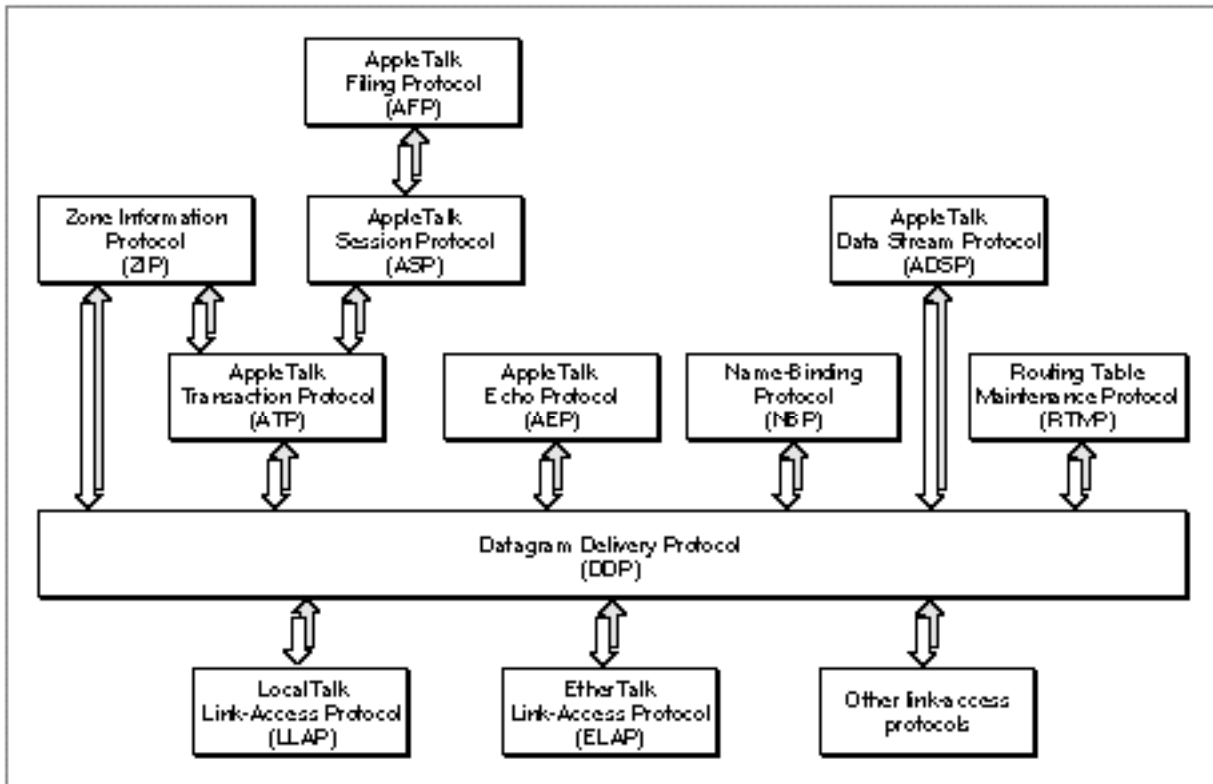 AppleTalk
Filing Protocol
(AFP)
Zone Information
Protocol
(ZIP)
AppleTalk
Session Protocol
(ASP)
AppleTalk
Data Stream Protocol
(ADSP)
AppleTalk
Transaction Protocol
(ATP)
AppleTalk
Echo Protocol
(AEP)
Name-Binding
Protocol
(NBP)
Routing Table
Maintenance Protocol
(RTMP)
Datagram Delivery Protocol
(DDP)
LocalTalk
Link-Access Protocol
(LLAP)
EtherTalk
Link-Access Protocol
(ELAP)
Other link-access
protocols